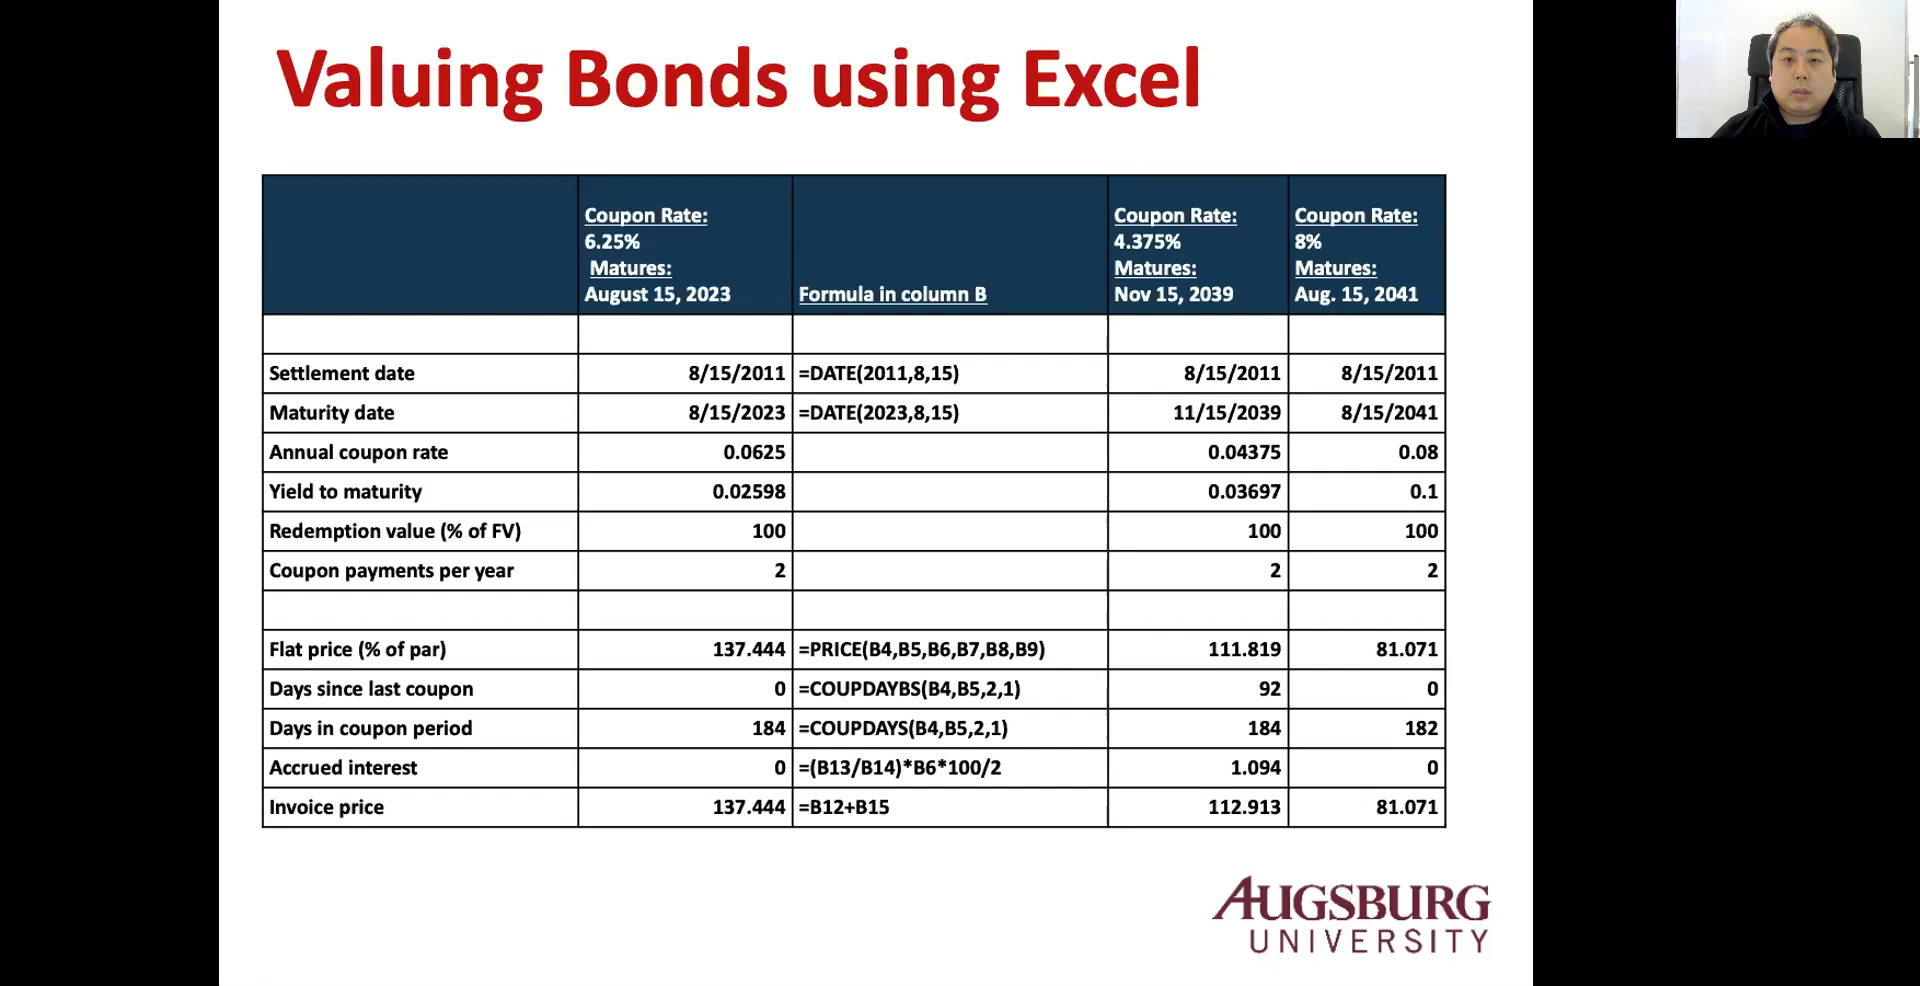 Valuing Bonds using Excel
Coupon Rate:
6.25%
Matures:
August 15, 2023
Formula in column B
Coupon Rate:
4.375%
Matures:
Nov 15, 2039
Coupon Rate:
8%
Matures:
Aug. 15, 2041
Settlement date 8/15/2011 =DATE(2011,8,15) 8/15/2011 8/15/2011
Maturity date 8/15/2023 =DATE(2023,8,15) 11/15/2039 8/15/2041
Annual coupon rate 0.0625 0.04375 0.08
Yield to maturity 0.02598 0.03697 0.1
Redemption value (% of FV) 100 100 100
Coupon payments per year 2 2 2
Flat price (% of par) 137.444 =PRICE(B4,B5,B6,B7,B8,B9) 111.819 81.071
Days since last coupon 0 =COUPDAYBS(B4,B5,2,1) 92 0
Days in coupon period 184 =COUPDAYS(B4,B5,2,1) 184 182
Accrued interest 0 =(B13/B14)*B6*100/2 1.094 0
Invoice price 137.444 =B12+B15 112.913 81.071
AUGSBURG
UNIVERSITY